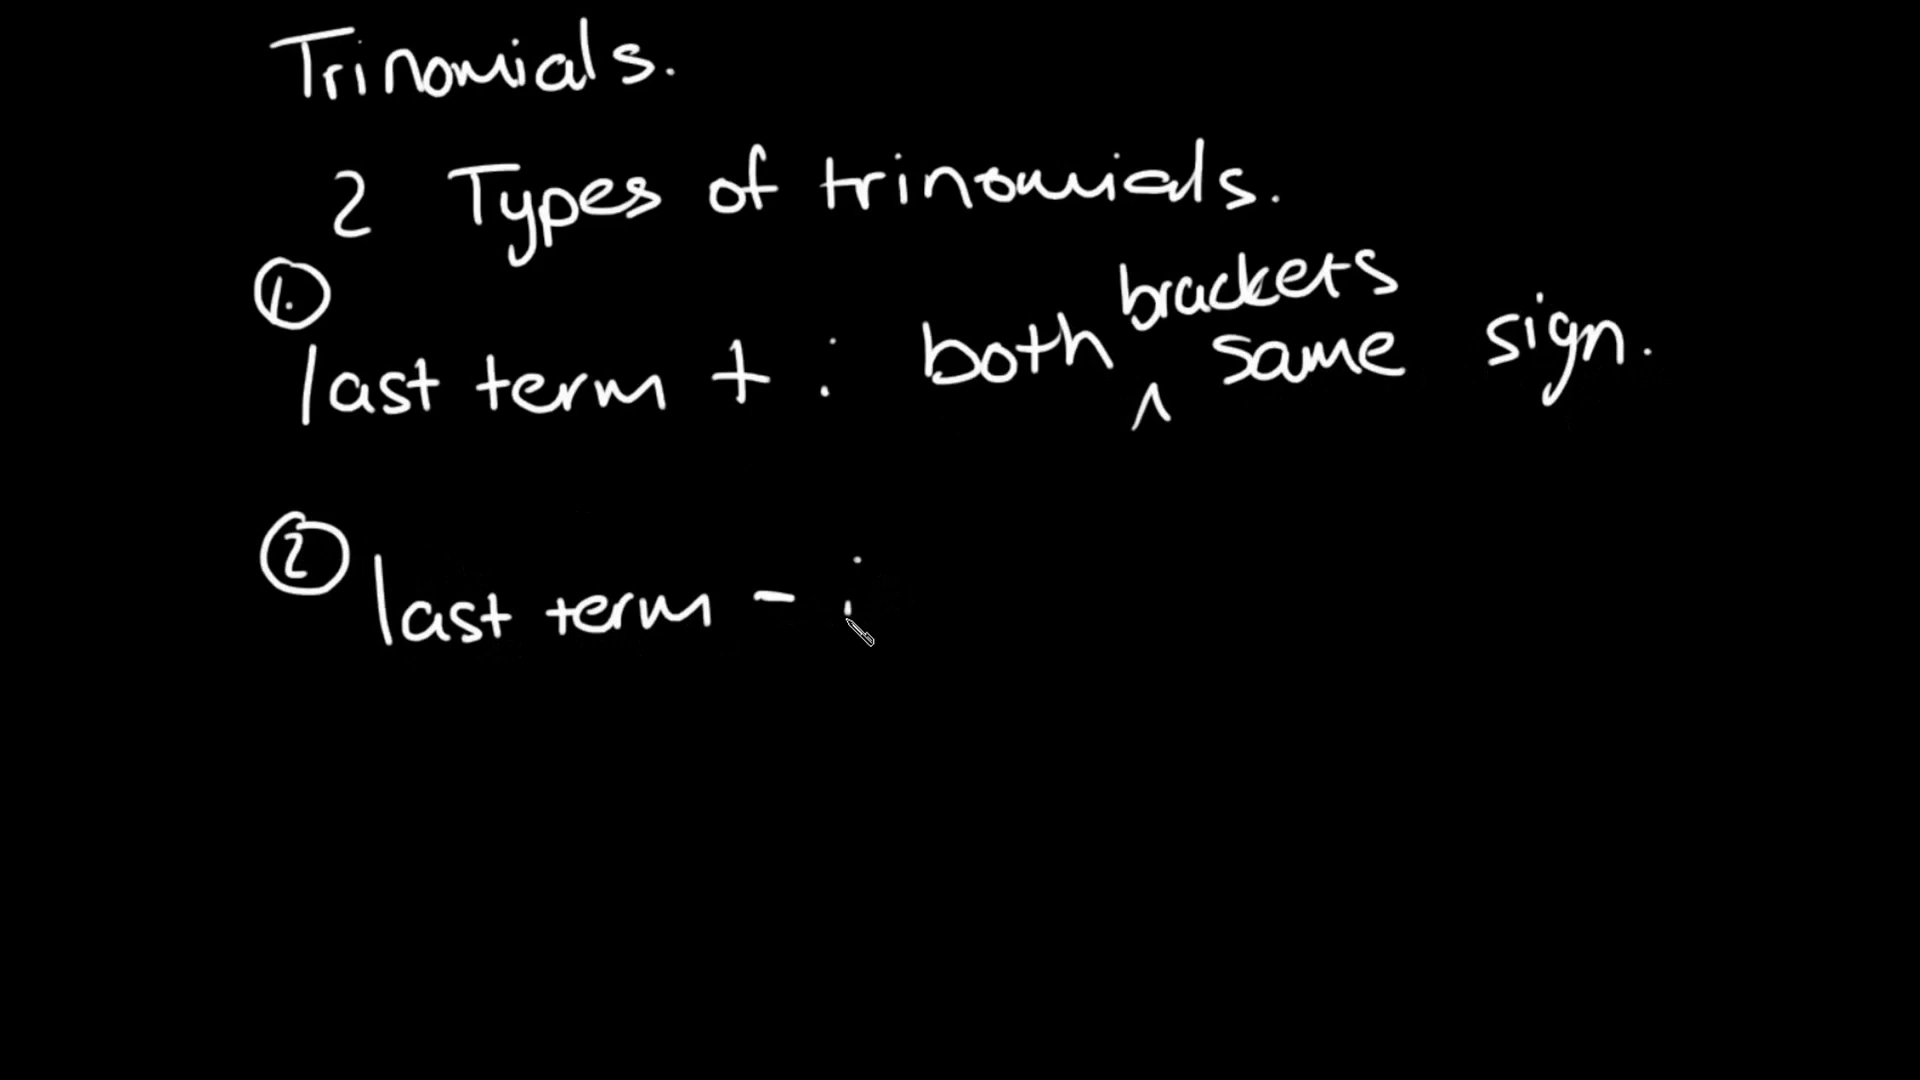 Trinomials.
2 Types of trinomials.
1.
last term + : both ^ brackets same sign.
2
last term - :